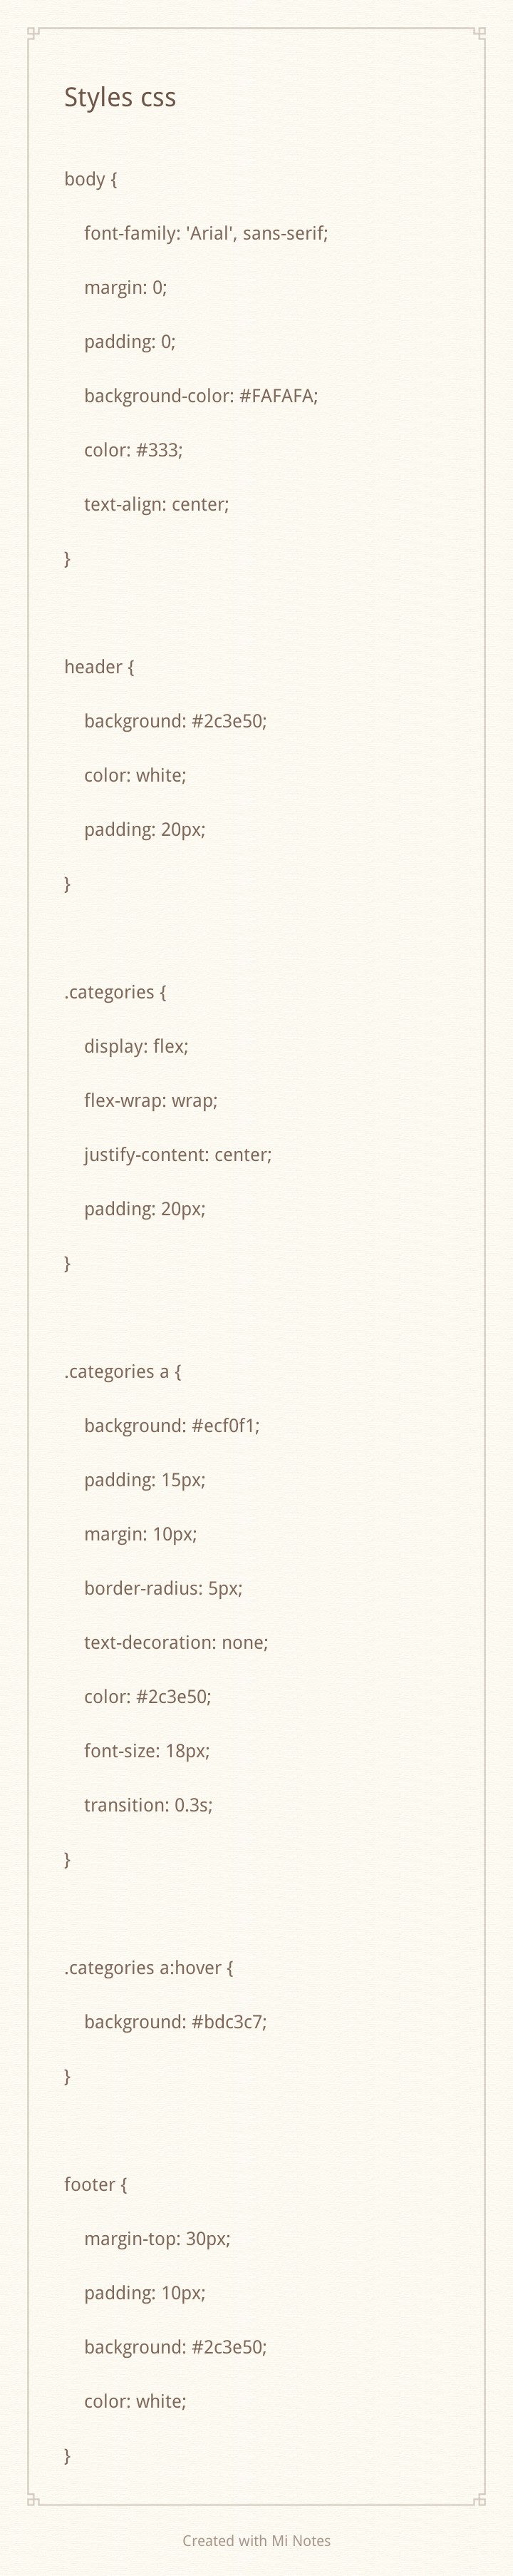 Styles css
body {
    font-family: 'Arial', sans-serif;
    margin: 0;
    padding: 0;
    background-color: #FAFAFA;
    color: #333;
    text-align: center;
}
header {
    background: #2c3e50;
    color: white;
    padding: 20px;
}
.categories {
    display: flex;
    flex-wrap: wrap;
    justify-content: center;
    padding: 20px;
}
.categories a {
    background: #ecf0f1;
    padding: 15px;
    margin: 10px;
    border-radius: 5px;
    text-decoration: none;
    color: #2c3e50;
    font-size: 18px;
    transition: 0.3s;
}
.categories a:hover {
    background: #bdc3c7;
}
footer {
    margin-top: 30px;
    padding: 10px;
    background: #2c3e50;
    color: white;
}
Created with Mi Notes